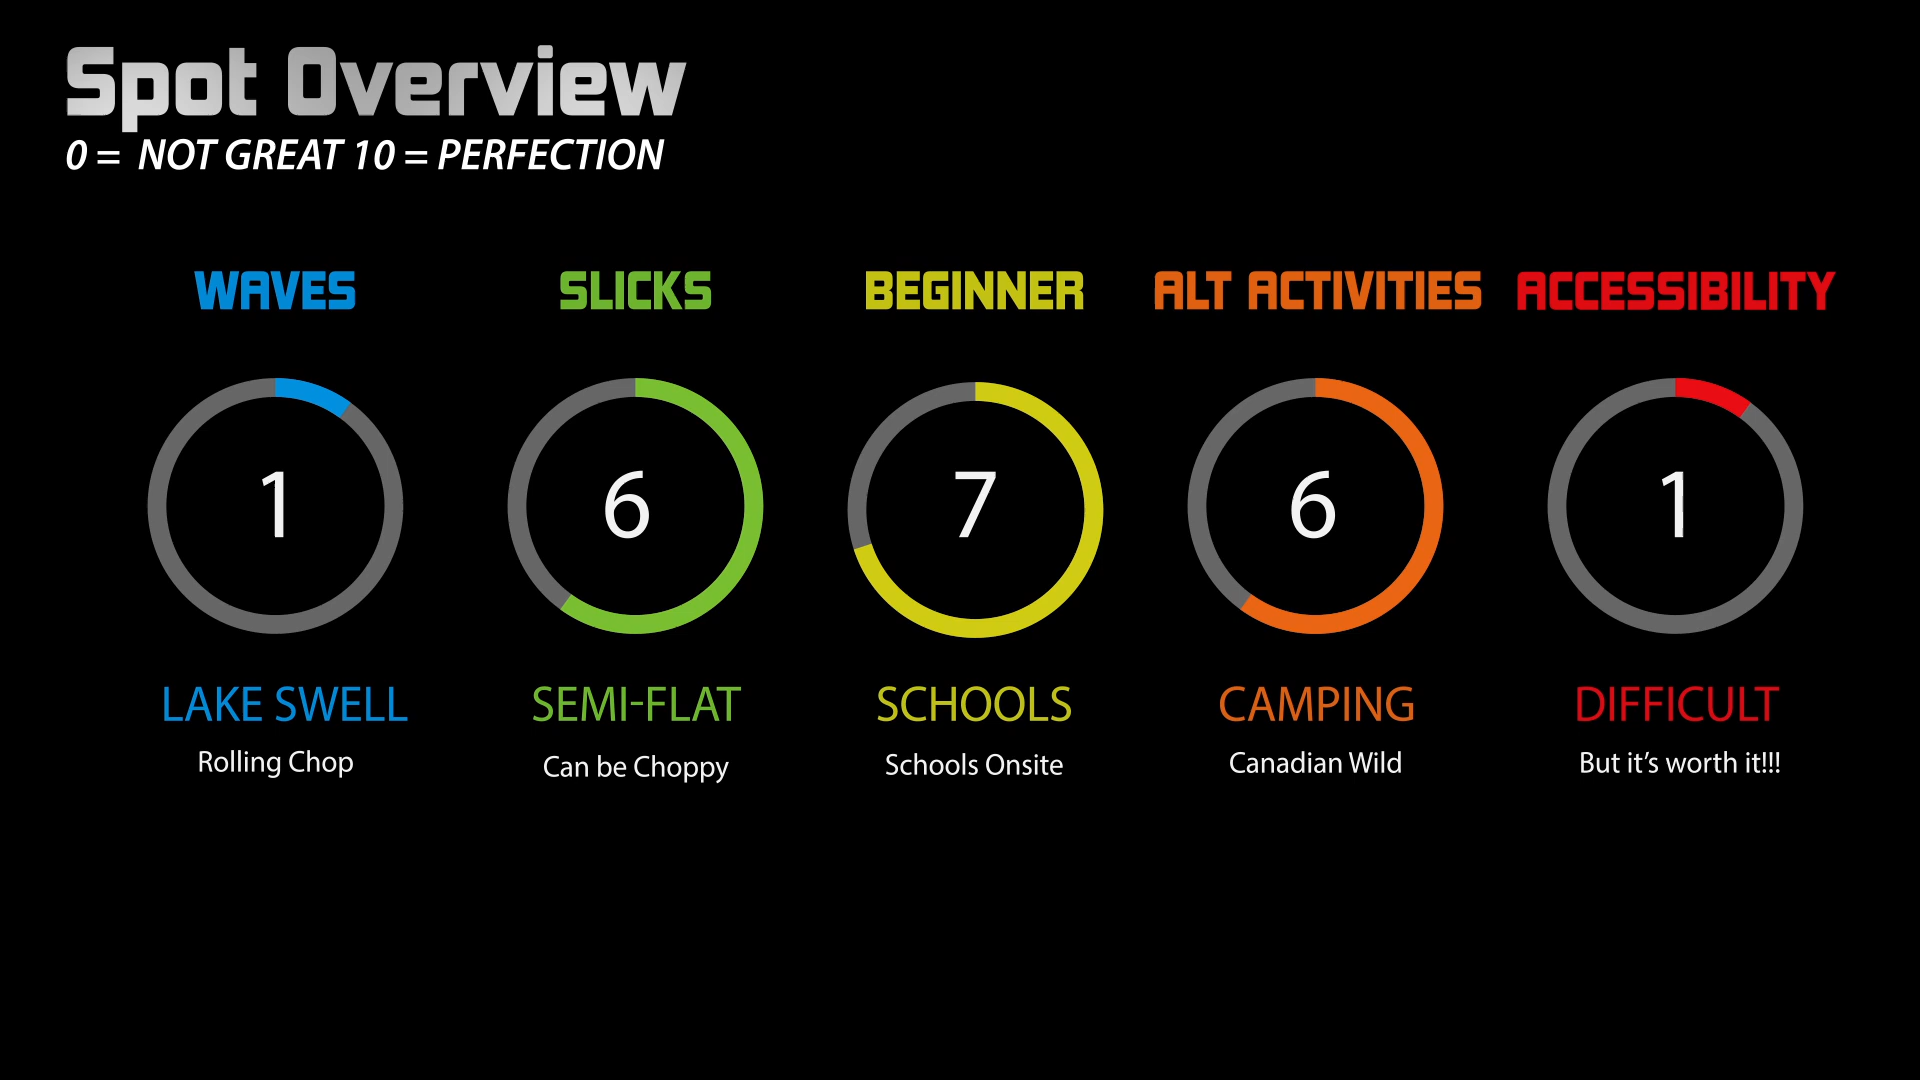 Spot Overview
0 = NOT GREAT 10 = PERFECTION
WAVES
1
LAKE SWELL
Rolling Chop
SLICKS
6
SEMI-FLAT
Can be Choppy
BEGINNER
7
SCHOOLS
Schools Onsite
ALT ACTIVITIES
6
CAMPING
Canadian Wild
ACCESSIBILITY
1
DIFFICULT
But it’s worth it!!!